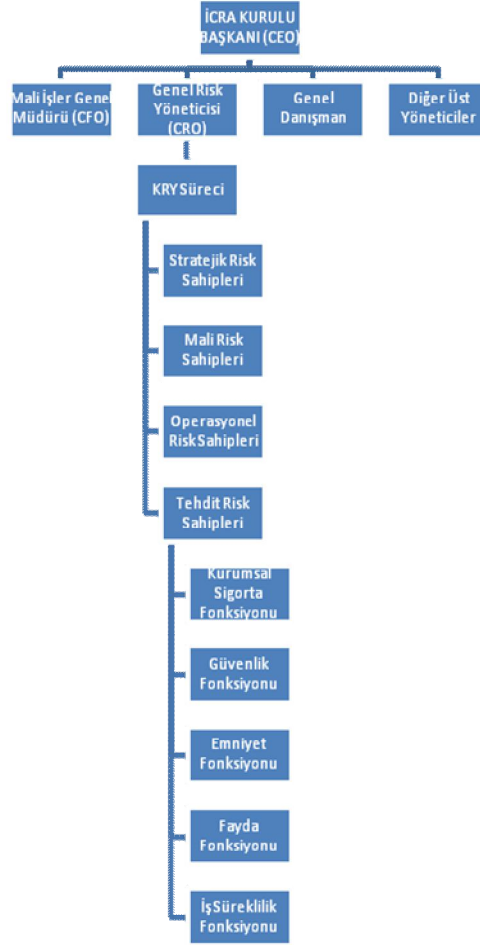 İCRA KURULU
BAŞKANI (CEO)
Mali İşler Genel
Müdürü (CFO)
Genel Risk
Yöneticisi
(CRO)
Genel
Danışman
Diğer Üst
Yöneticiler
KRY Süreci
Stratejik Risk
Sahipleri
Mali Risk
Sahipleri
Operasyonel
Risk Sahipleri
Tehdit Risk
Sahipleri
Kurumsal
Sigorta
Fonksiyonu
Güvenlik
Fonksiyonu
Emniyet
Fonksiyonu
Fayda
Fonksiyonu
İş Süreklilik
Fonksiyonu